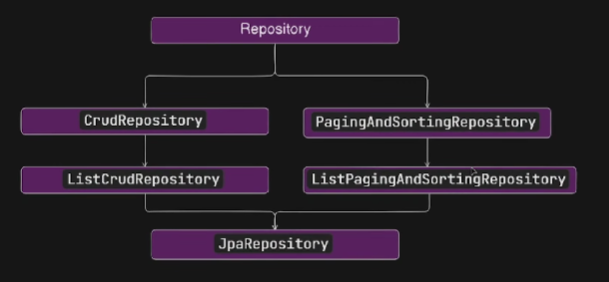 Repository
CrudRepository
PagingAndSortingRepository
ListCrudRepository
ListPagingAndSortingRepository
JpaRepository